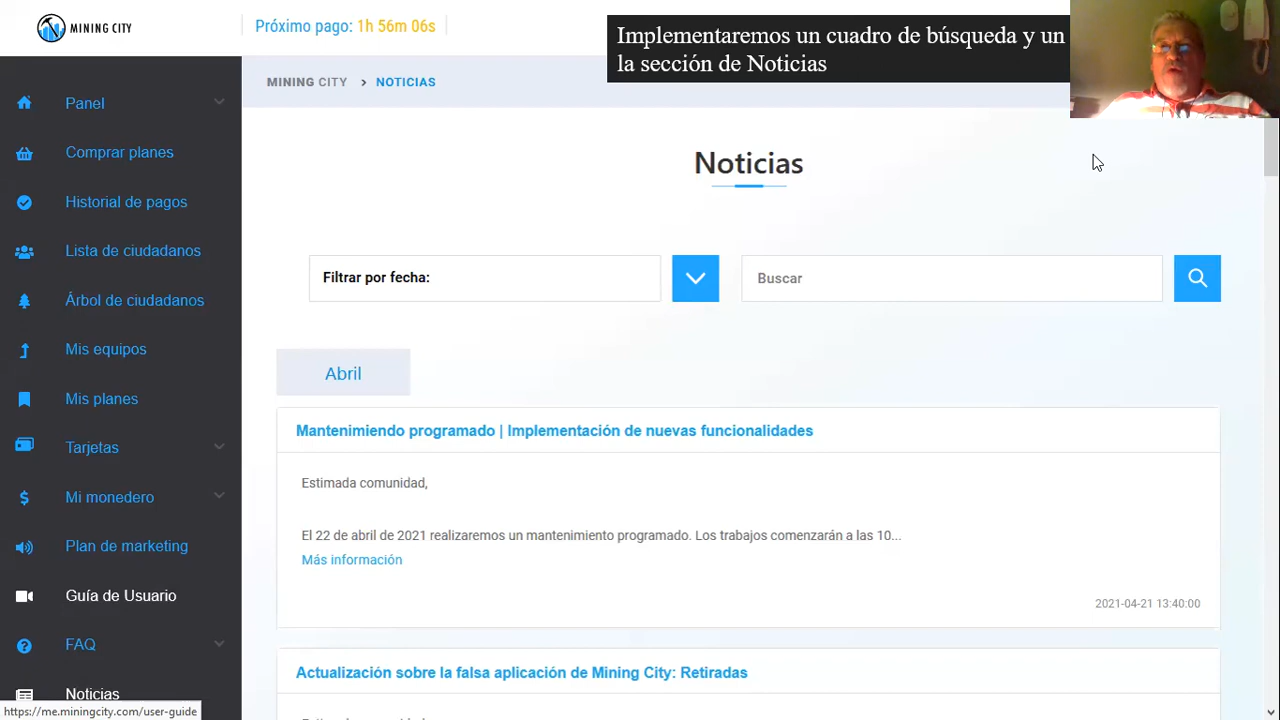 MINING CITY
Próximo pago: 1h 56m 06s
Implementaremos un cuadro de búsqueda y un
la sección de Noticias
MINING CITY > NOTICIAS
Panel
Comprar planes
Historial de pagos
Lista de ciudadanos
Árbol de ciudadanos
Mis equipos
Mis planes
Tarjetas
Mi monedero
Plan de marketing
Guía de Usuario
FAQ
Noticias
https://me.miningcity.com/user-guide
Noticias
Filtrar por fecha:
Buscar
Abril
Mantenimiendo programado | Implementación de nuevas funcionalidades
Estimada comunidad,
El 22 de abril de 2021 realizaremos un mantenimiento programado. Los trabajos comenzarán a las 10...
Más información
2021-04-21 13:40:00
Actualización sobre la falsa aplicación de Mining City: Retiradas